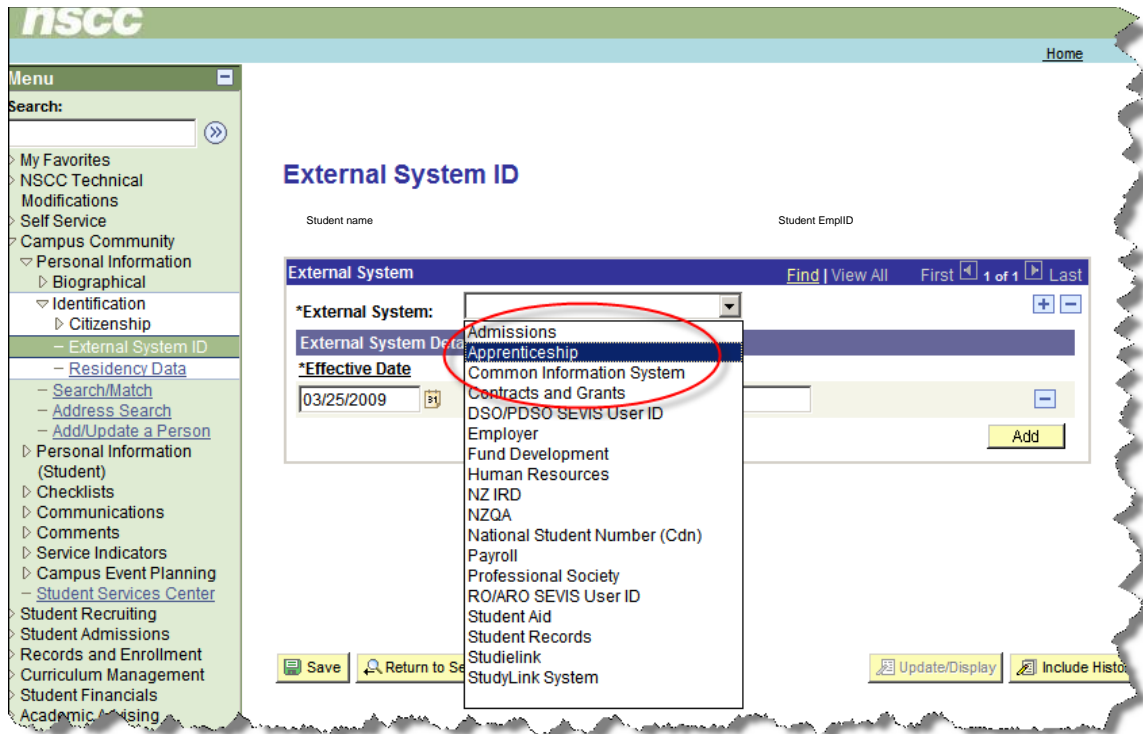 nscc
Home
Menu
Search:
My Favorites
NSCC Technical
Modifications
Self Service
Campus Community
Personal Information
Biographical
Identification
Citizenship
External System ID
Residency Data
Search/Match
Address Search
Add/Update a Person
Personal Information
(Student)
Checklists
Communications
Comments
Service Indicators
Campus Event Planning
Student Services Center
Student Recruiting
Student Admissions
Records and Enrollment
Curriculum Management
Student Financials
External System ID
Student name Student EmplID
External System Find | View All First 1 of 1 Last
*External System:
External System Deta
*Effective Date
03/25/2009 31
Add
Admissions
Apprenticeship
Common Information System
Contracts and Grants
DSO/PDSO SEVIS User ID
Employer
Fund Development
Human Resources
NZ IRD
NZQA
National Student Number (Cdn)
Payroll
Professional Society
RO/ARO SEVIS User ID
Student Aid
Student Records
Studielink
StudyLink System
Save Return to Se Update/Display Include Histo